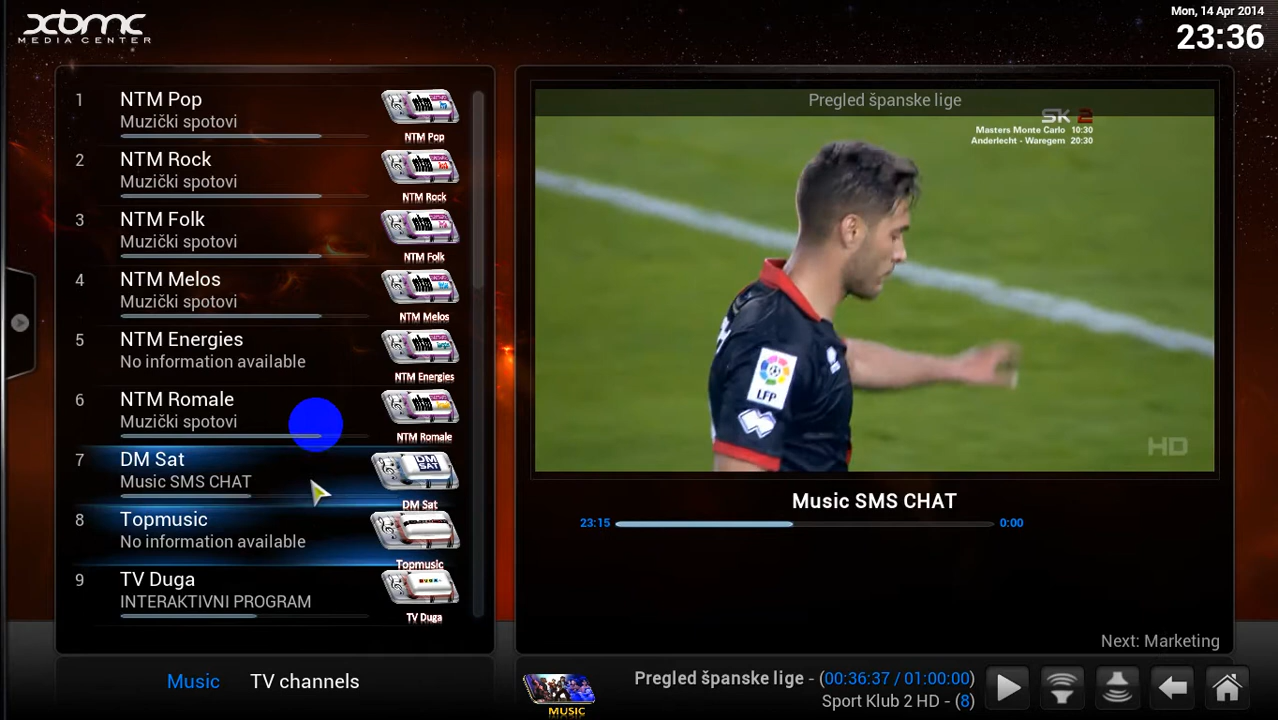 xbmc
MEDIA CENTER
Mon, 14 Apr 2014
23:36
1 NTM Pop
Muzički spotovi
NTM Pop
2 NTM Rock
Muzički spotovi
NTM Rock
3 NTM Folk
Muzički spotovi
NTM Folk
4 NTM Melos
Muzički spotovi
NTM Melos
5 NTM Energies
No information available
NTM Energies
6 NTM Romale
Muzički spotovi
NTM Romale
7 DM Sat
Music SMS CHAT
DM SAT
DM Sat
8 Topmusic
No information available
Topmusic
9 TV Duga
INTERAKTIVNI PROGRAM
TV Duga
Music TV channels
Pregled španske lige
SK 2
Masters Monte Carlo 10:30
Anderlecht - Waregem 20:30
LFP
HD
Music SMS CHAT
23:15 0:00
Next: Marketing
MUSIC
Pregled španske lige - (00:36:37 / 01:00:00)
Sport Klub 2 HD - (8)